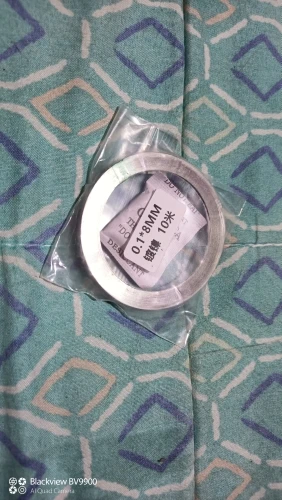 0.1*8MM
镀镍 10米
Blackview BV9900
AI Quad Camera